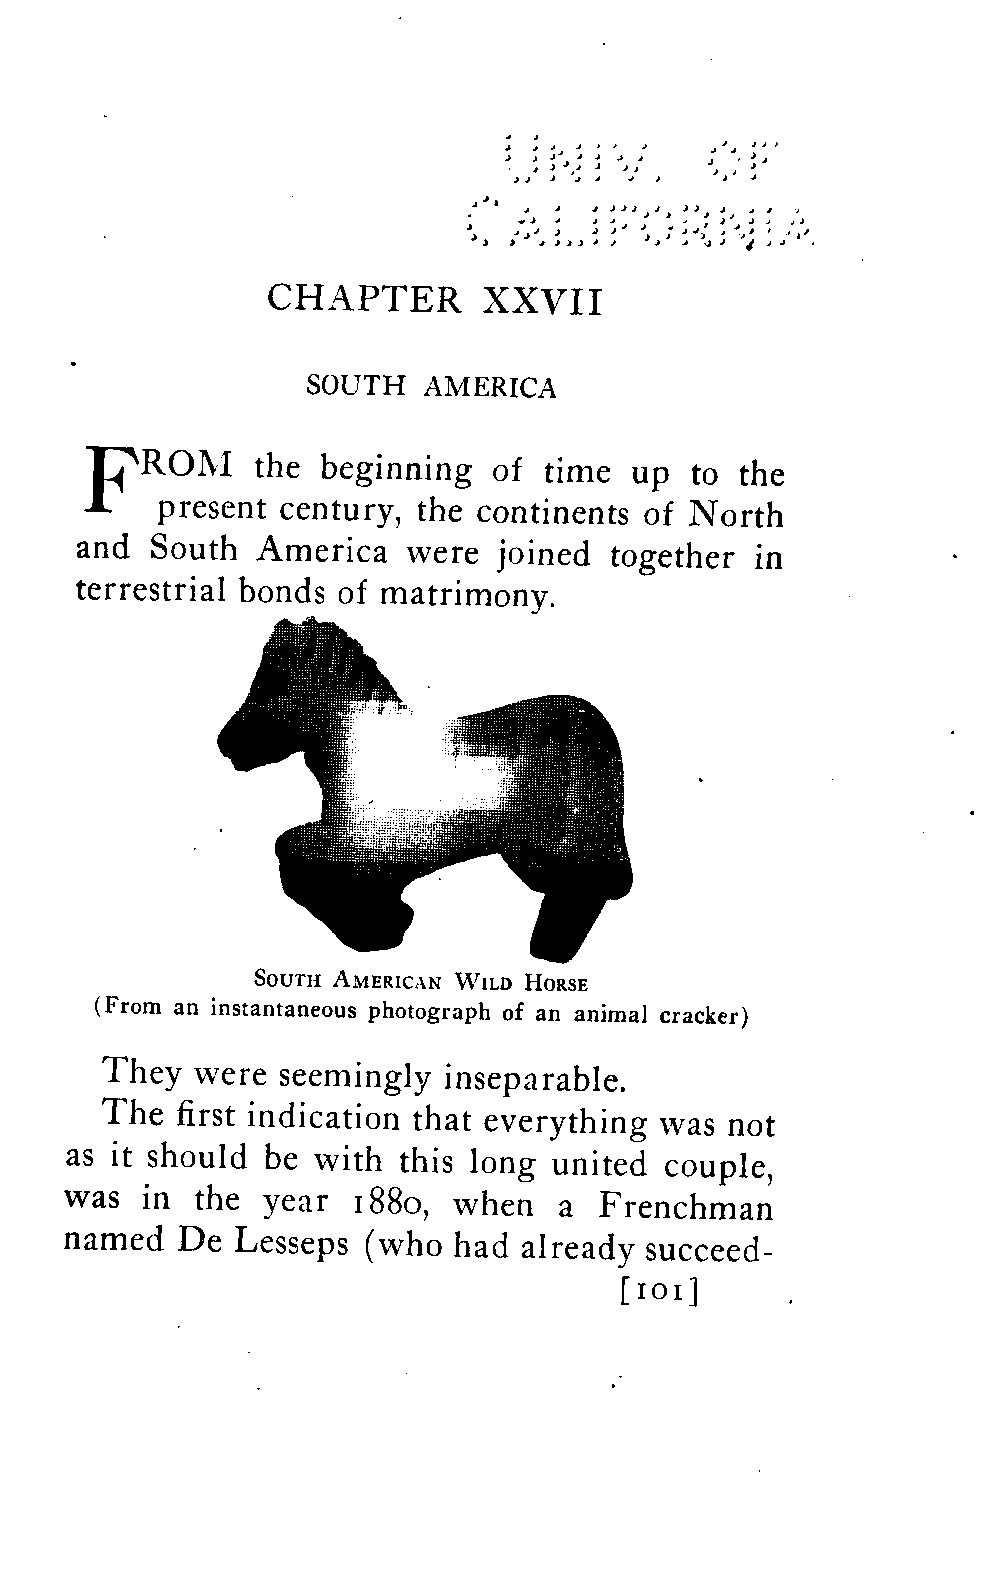 UNIV. OF
CALIFORNIA
CHAPTER XXVII
SOUTH AMERICA
FROM the beginning of time up to the
present century, the continents of North
and South America were joined together in
terrestrial bonds of matrimony.
SOUTH AMERICAN WILD HORSE
(From an instantaneous photograph of an animal cracker)
They were seemingly inseparable.
The first indication that everything was not
as it should be with this long united couple,
was in the year 1880, when a Frenchman
named De Lesseps (who had already succeed-
[101]